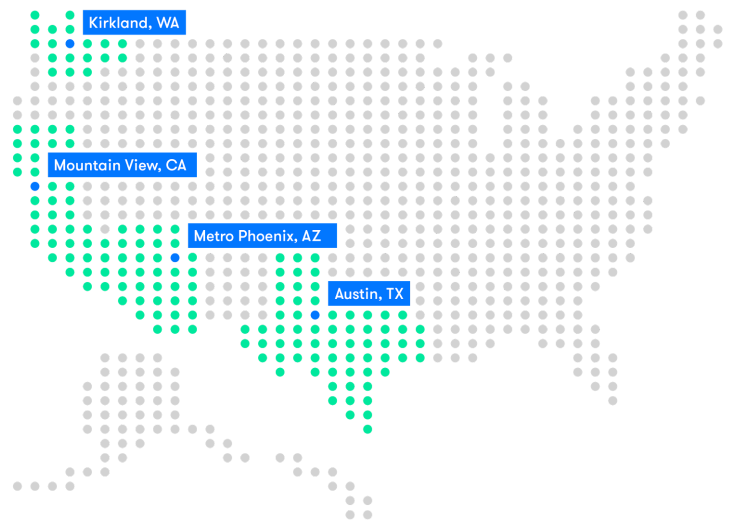 Kirkland, WA
Mountain View, CA
Metro Phoenix, AZ
Austin, TX